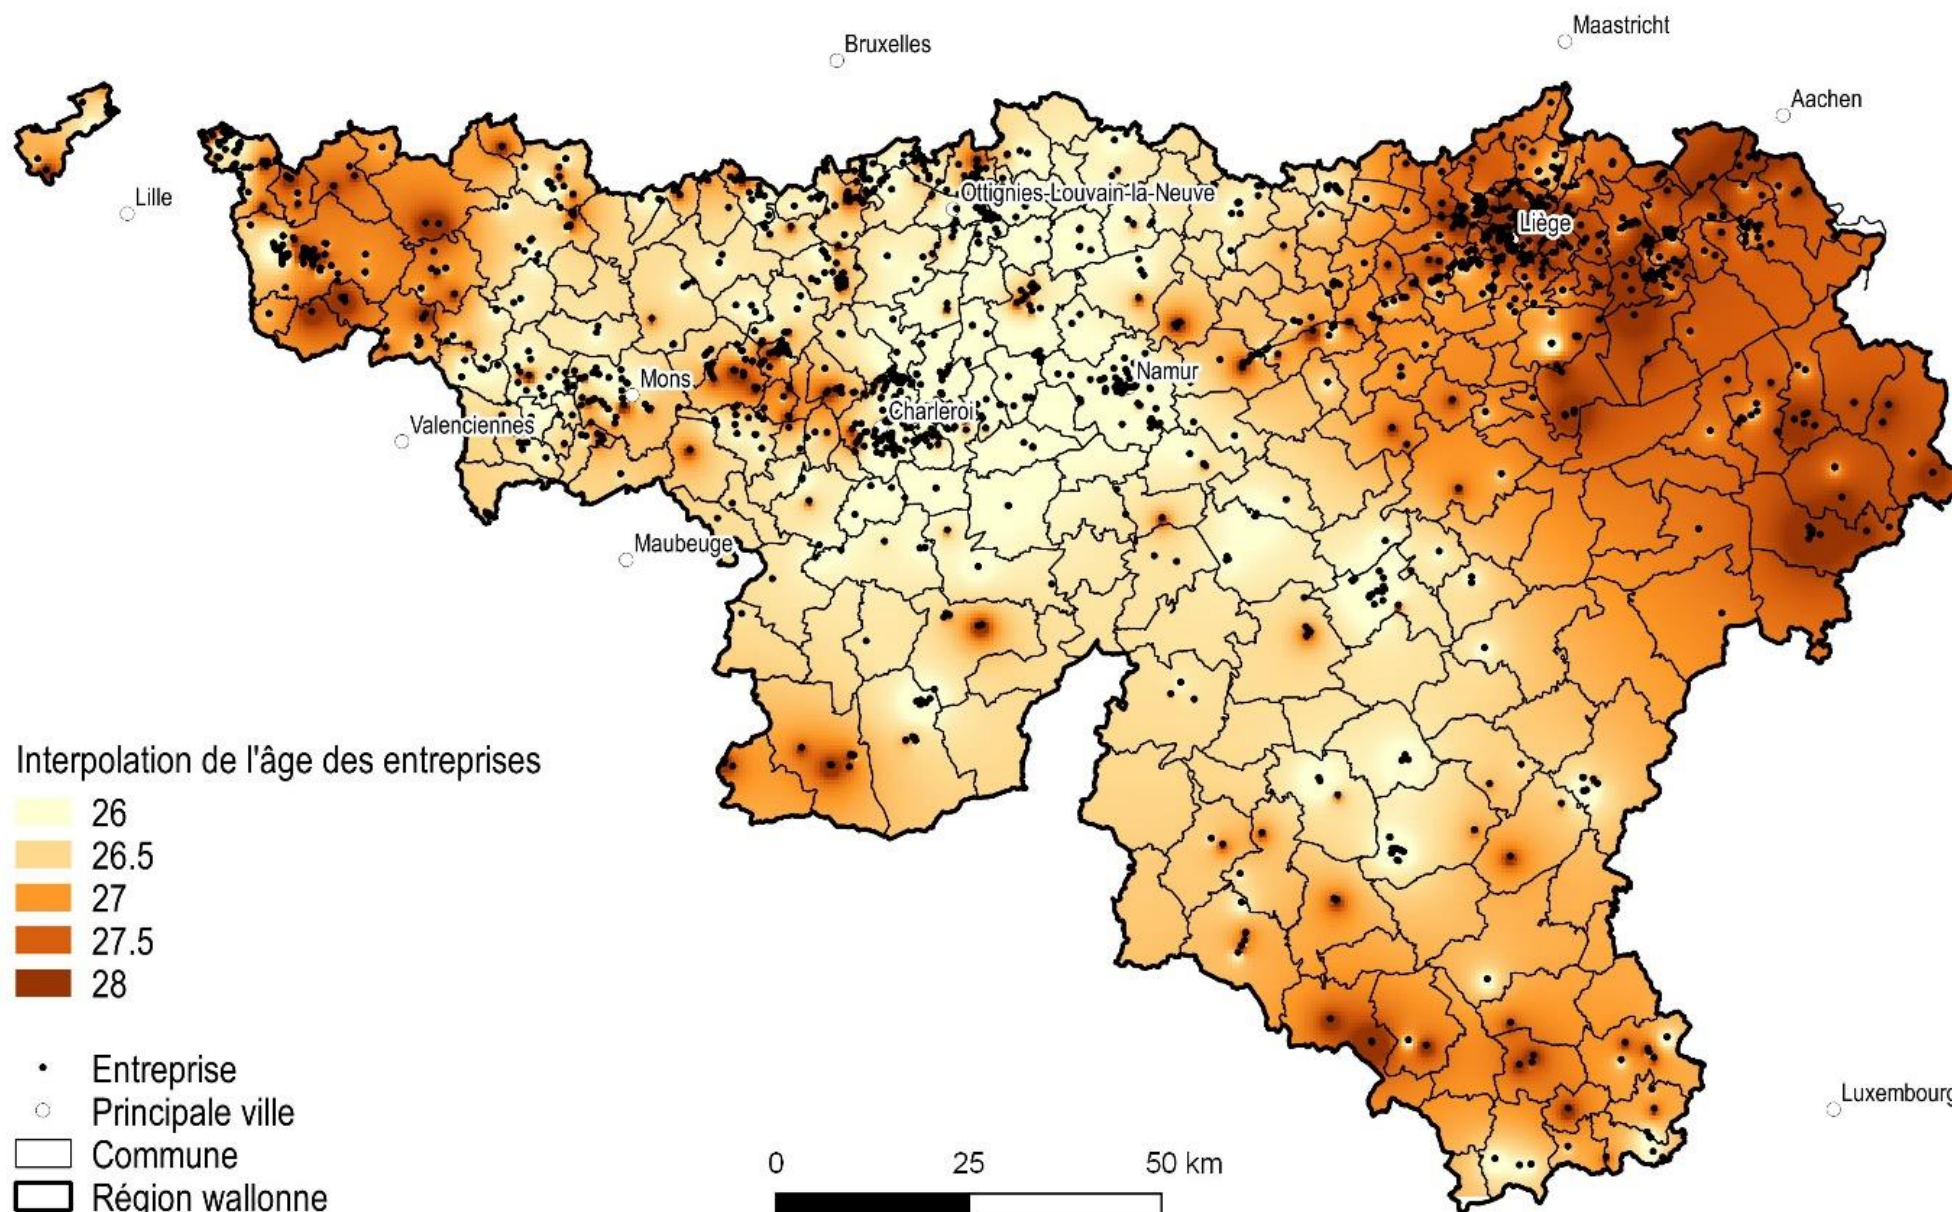 Maastricht
Bruxelles
Aachen
Lille
Ottignies-Louvain-la-Neuve
Liège
Namur
Mons
Charleroi
Valenciennes
Maubeuge
Luxembourg
Interpolation de l'âge des entreprises
26
26.5
27
27.5
28
Entreprise
Principale ville
Commune
Région wallonne
0 25 50 km